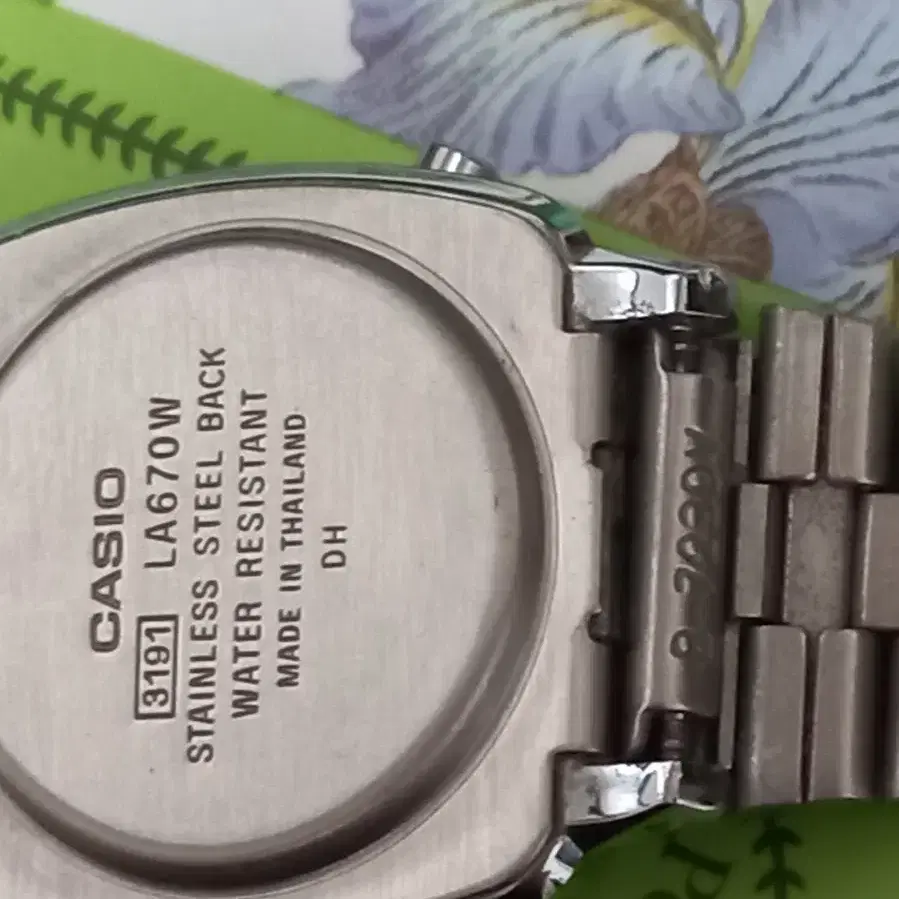 CASIO
3191 LA670W
STAINLESS STEEL BACK
WATER RESISTANT
MADE IN THAILAND
DH